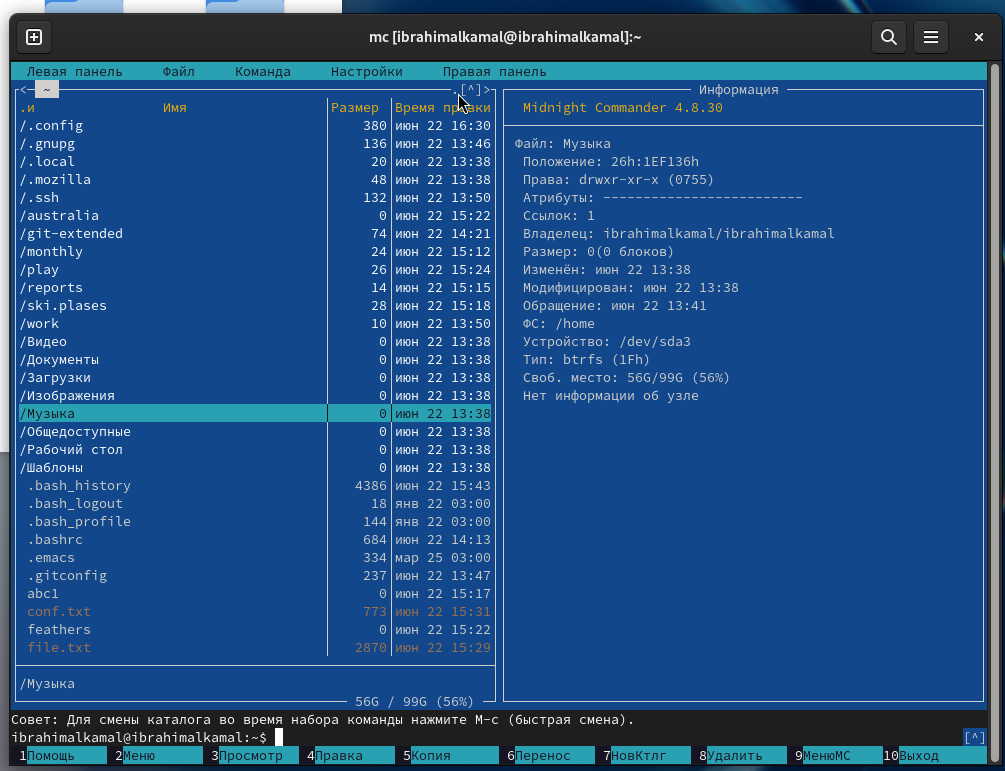 mc [ibrahimalkamal@ibrahimalkamal]:~
Левая панель Файл Команда Настройки Правая панель
<─ ~ .[^]>
.и Имя Размер Время правки
/.config 380 июн 22 16:30
/.gnupg 136 июн 22 13:46
/.local 20 июн 22 13:38
/.mozilla 48 июн 22 13:38
/.ssh 132 июн 22 13:50
/australia 0 июн 22 15:22
/git-extended 74 июн 22 14:21
/monthly 24 июн 22 15:12
/play 26 июн 22 15:24
/reports 14 июн 22 15:15
/ski.plases 28 июн 22 15:18
/work 10 июн 22 13:50
/Видео 0 июн 22 13:38
/Документы 0 июн 22 13:38
/Загрузки 0 июн 22 13:38
/Изображения 0 июн 22 13:38
/Музыка 0 июн 22 13:38
/Общедоступные 0 июн 22 13:38
/Рабочий стол 0 июн 22 13:38
/Шаблоны 0 июн 22 13:38
.bash_history 4386 июн 22 15:43
.bash_logout 18 янв 22 03:00
.bash_profile 144 янв 22 03:00
.bashrc 684 июн 22 14:13
.emacs 334 мар 25 03:00
.gitconfig 237 июн 22 13:47
abc1 0 июн 22 15:17
conf.txt 773 июн 22 15:31
feathers 0 июн 22 15:22
file.txt 2870 июн 22 15:29
/Музыка
56G / 99G (56%)
Информация
Midnight Commander 4.8.30
Файл: Музыка
Положение: 26h:1EF136h
Права: drwxr-xr-x (0755)
Атрибуты: -------------------------
Ссылок: 1
Владелец: ibrahimalkamal/ibrahimalkamal
Размер: 0(0 блоков)
Изменён: июн 22 13:38
Модифицирован: июн 22 13:38
Обращение: июн 22 13:41
ФС: /home
Устройство: /dev/sda3
Тип: btrfs (1Fh)
Своб. место: 56G/99G (56%)
Нет информации об узле
Совет: Для смены каталога во время набора команды нажмите M-c (быстрая смена).
ibrahimalkamal@ibrahimalkamal:~$ [^]
1Помощь 2Меню 3Просмотр 4Правка 5Копия 6Перенос 7НовКтлг 8Удалить 9МенюМС 10Выход